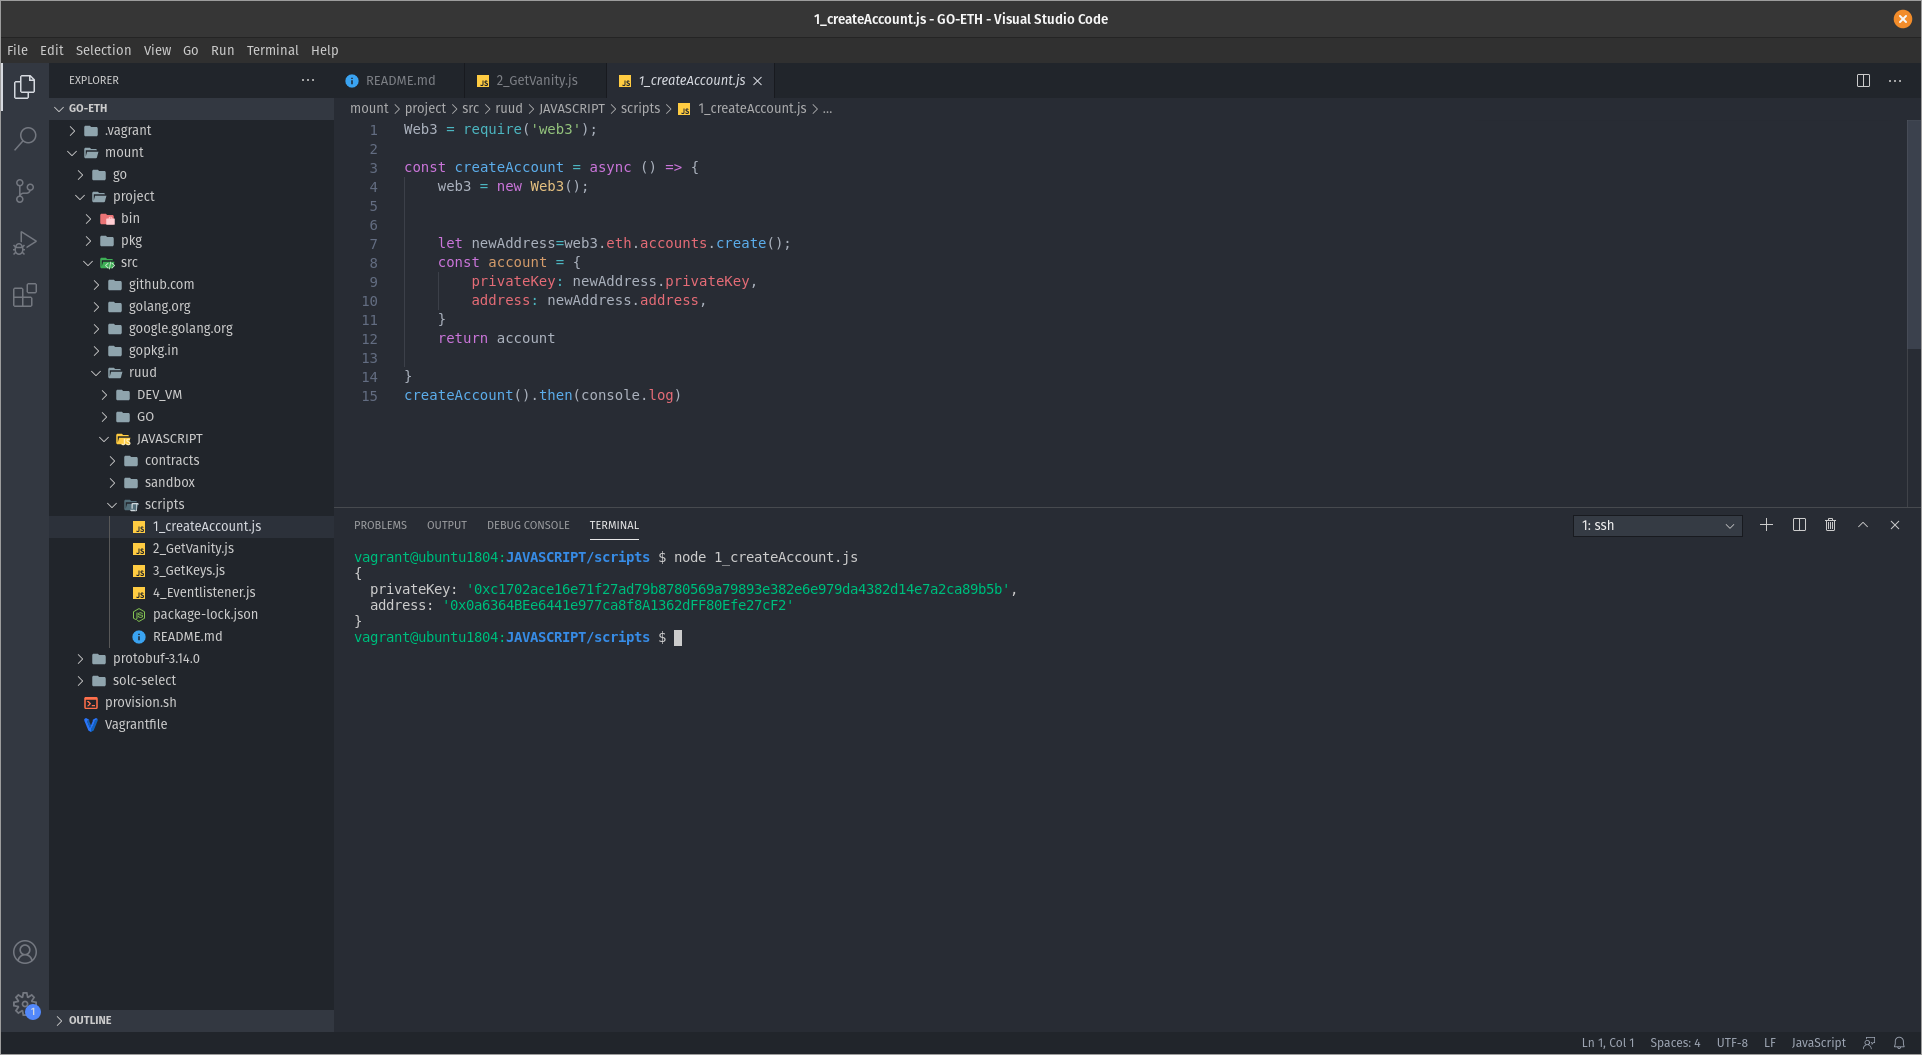 1_createAccount.js - GO-ETH - Visual Studio Code
File Edit Selection View Go Run Terminal Help
EXPLORER
GO-ETH
.vagrant
mount
go
project
bin
pkg
src
github.com
golang.org
google.golang.org
gopkg.in
ruud
DEV_VM
GO
JAVASCRIPT
contracts
sandbox
scripts
1_createAccount.js
2_GetVanity.js
3_GetKeys.js
4_Eventlistener.js
package-lock.json
README.md
protobuf-3.14.0
solc-select
provision.sh
Vagrantfile
OUTLINE
1
README.md 2_GetVanity.js 1_createAccount.js
mount > project > src > ruud > JAVASCRIPT > scripts > 1_createAccount.js > ...
1 Web3 = require('web3');
2
3 const createAccount = async () => {
4     web3 = new Web3();
5
6
7     let newAddress=web3.eth.accounts.create();
8     const account = {
9         privateKey: newAddress.privateKey,
10         address: newAddress.address,
11     }
12     return account
13
14 }
15 createAccount().then(console.log)
PROBLEMS OUTPUT DEBUG CONSOLE TERMINAL 1: ssh
vagrant@ubuntu1804:JAVASCRIPT/scripts $ node 1_createAccount.js
{
  privateKey: '0xc1702ace16e71f27ad79b8780569a79893e382e6e979da4382d14e7a2ca89b5b',
  address: '0x0a6364BEe6441e977ca8f8A1362dFF80Efe27cF2'
}
vagrant@ubuntu1804:JAVASCRIPT/scripts $
Ln 1, Col 1 Spaces: 4 UTF-8 LF JavaScript